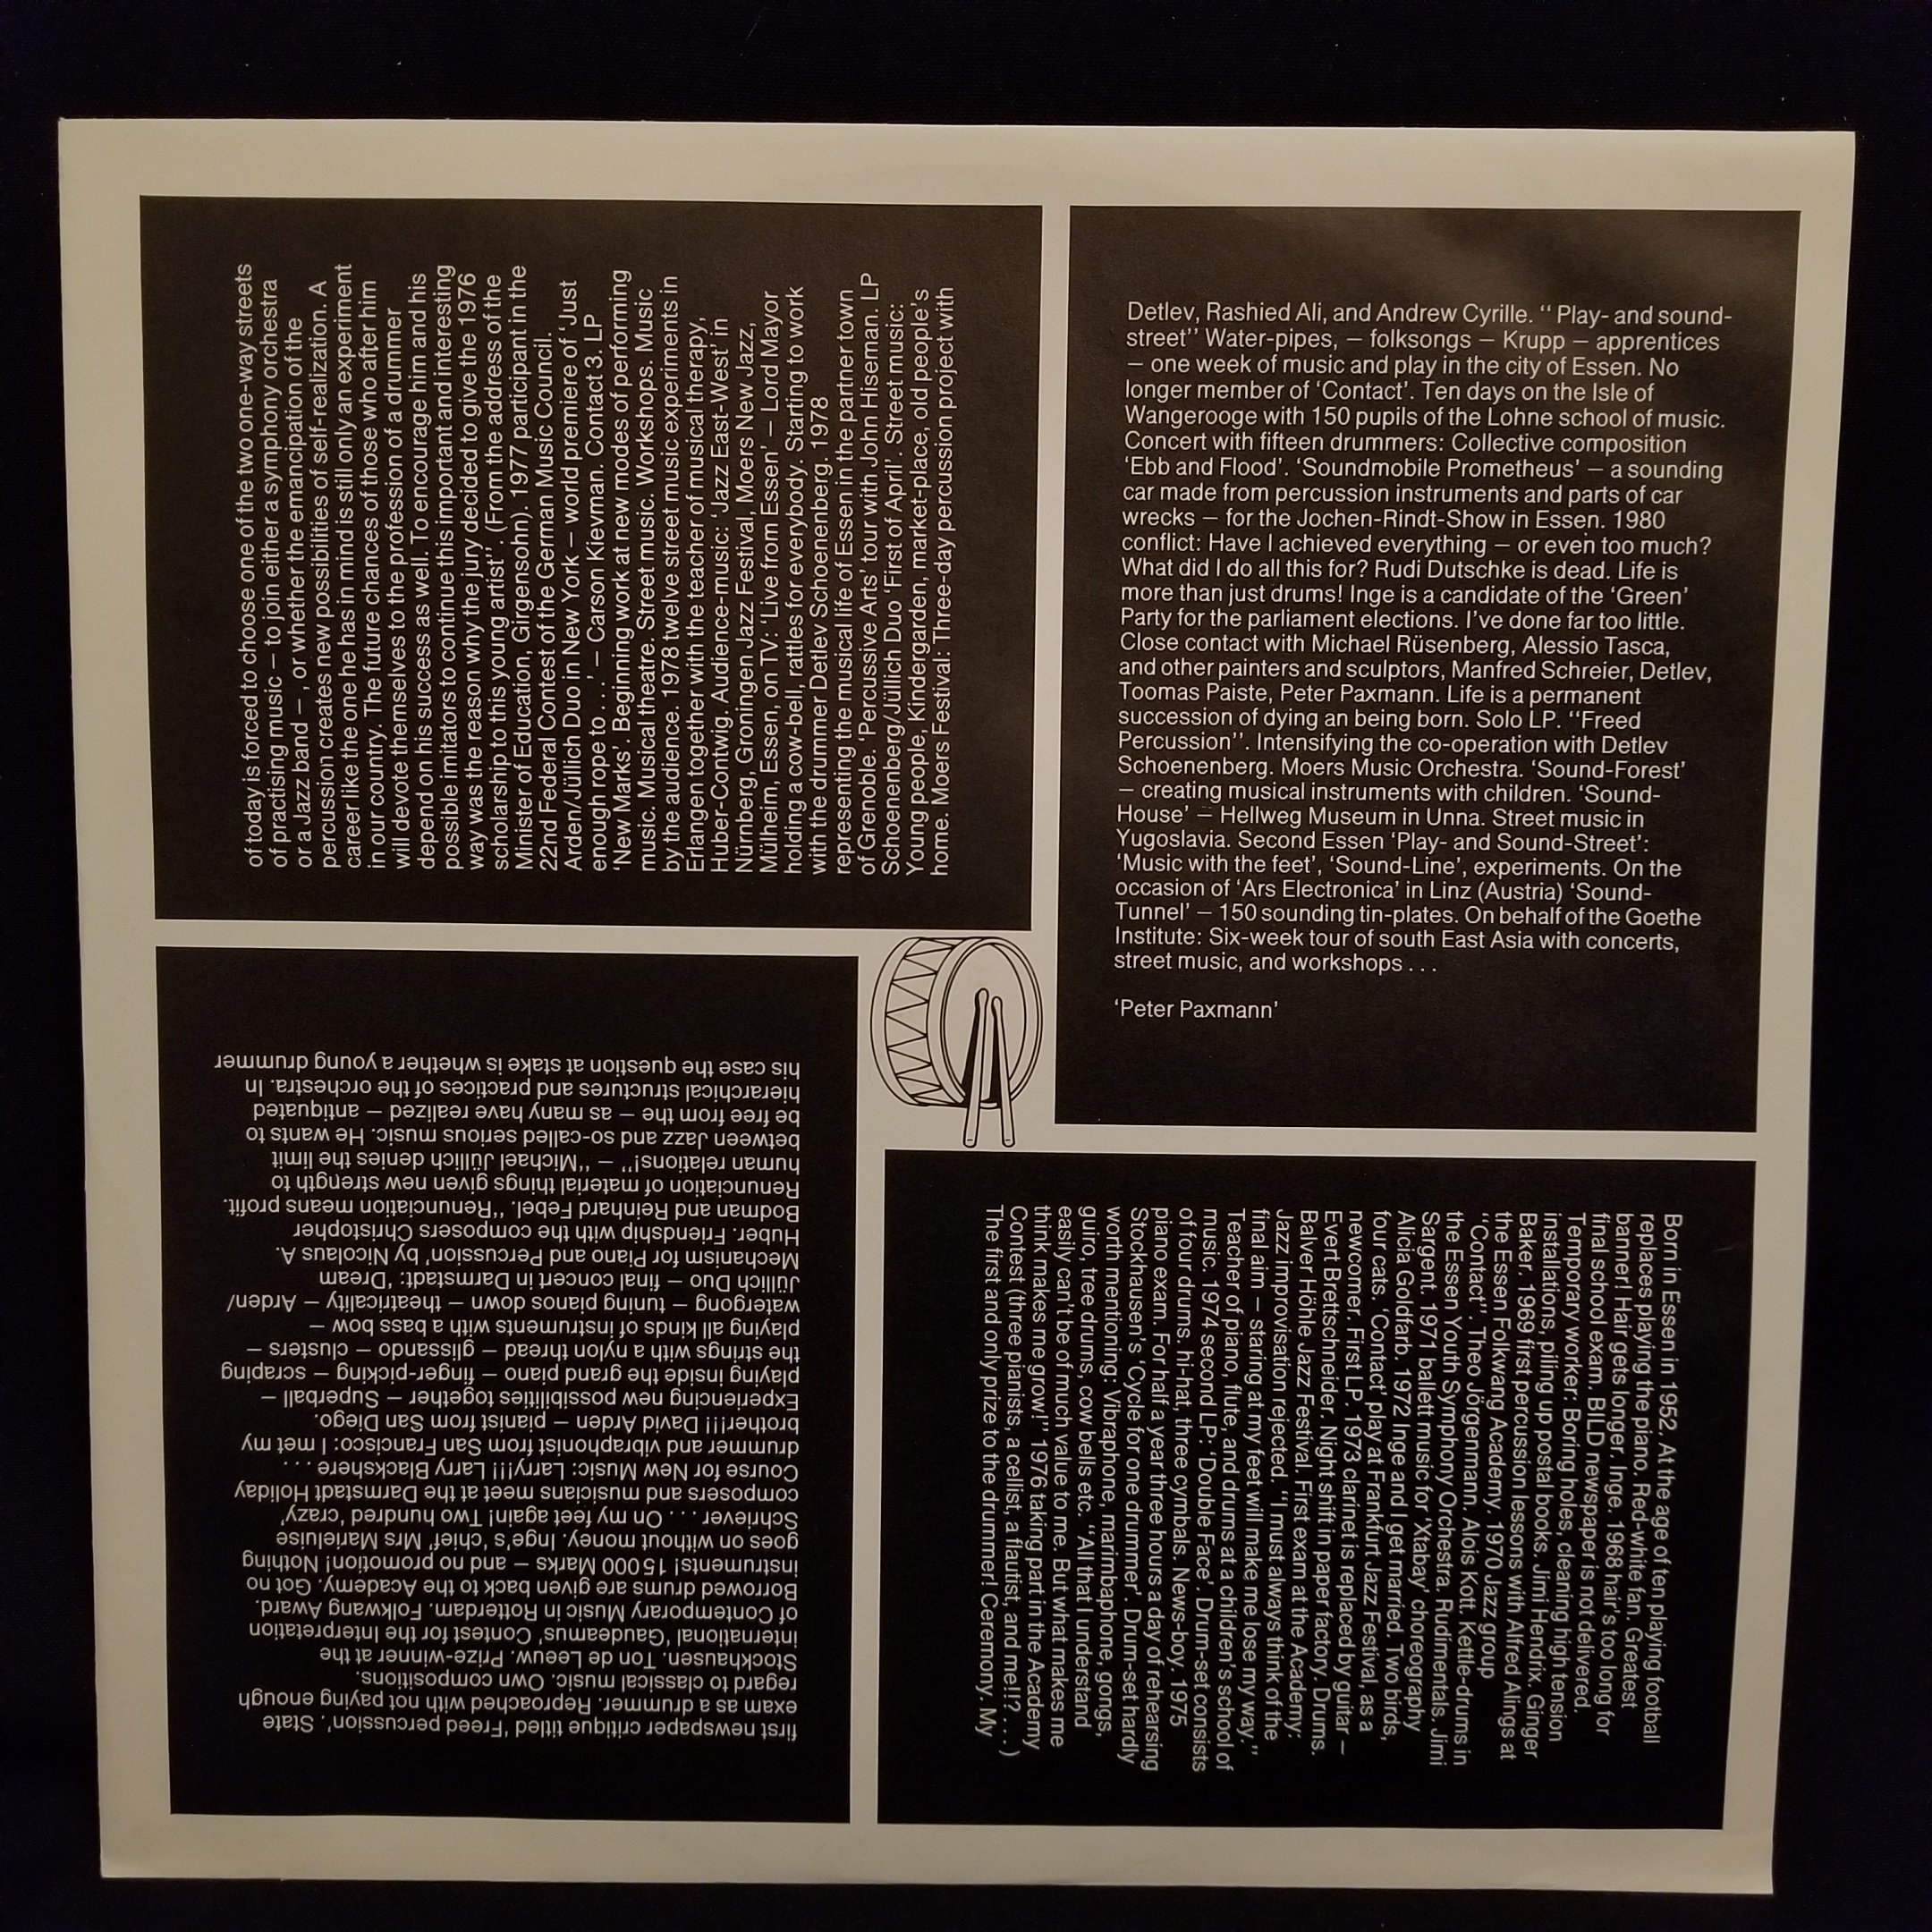 Born in Essen in 1952. At the age of ten playing football
replaces playing the piano. Red-white fan. Greatest
banner! Hair gets longer. Inge. 1968 hair's too long for
final school exam. BILD newspaper is not delivered.
Temporary worker: Boring holes, cleaning high tension
installations, piling up postal books. Jimi Hendrix. Ginger
Baker. 1969 first percussion lessons with Alfred Alings at
the Essen Folkwang Academy. 1970 Jazz group
“Contact”. Theo Jörgenmann. Alois Kott. Kettle-drums in
the Essen Youth Symphony Orchestra. Rudimentals. Jimi
Sargent. 1971 balett music for ‘Xtabay’ choreography
Alicia Goldfarb. 1972 Inge and I get married. Two birds,
four cats. ‘Contact’ play at Frankfurt Jazz Festival, as a
newcomer. First LP. 1973 clarinet is replaced by guitar –
Evert Brettschneider. Night shift in paper factory. Drums.
Balver Höhle Jazz Festival. First exam at the Academy:
Jazz improvisation rejected. “I must always think of the
final aim – staring at my feet will make me lose my way.”
Teacher of piano, flute, and drums at a children's school of
music. 1974 second LP: ‘Double Face’. Drum-set consists
of four drums. hi-hat, three cymbals. News-boy. 1975
piano exam. For half a year three hours a day of rehearsing
Stockhausen's ‘Cycle for one drummer’. Drum-set hardly
worth mentioning: Vibraphone, marimbaphone, gongs,
guiro, tree drums, cow bells etc. “All that I understand
easily can't be of much value to me. But what makes me
think makes me grow!” 1976 taking part in the Academy
Contest (three pianists, a cellist, a flautist, and me!!? . . . )
The first and only prize to the drummer! Ceremony. My
first newspaper critique titled ‘Freed percussion’. State
exam as a drummer. Reproached with not paying enough
regard to classical music. Own compositions.
Stockhausen. Ton de Leeuw. Prize-winner at the
international ‘Gaudeamus’ Contest for the Interpretation
of Contemporary Music in Rotterdam. Folkwang Award.
Borrowed drums are given back to the Academy. Got no
instruments! 15 000 Marks – and no promotion! Nothing
goes on without money. Inge's ‘chief’ Mrs Marieluise
Schriever . . . On my feet again! Two hundred ‘crazy’
composers and musicians meet at the Darmstadt Holiday
Course for New Music: Larry!!! Larry Blackshere . . .
drummer and vibraphonist from San Francisco: I met my
brother!!! David Arden – pianist from San Diego.
Experiencing new possibilities together – Superball –
playing inside the grand piano – finger-picking – scraping
the strings with a nylon thread – glissando – clusters –
playing all kinds of instruments with a bass bow –
watergong – tuning pianos down – theatricality – Arden/
Jüllich Duo – final concert in Darmstadt: ‘Dream
Mechanism for Piano and Percussion’ by Nicolaus A.
Huber. Friendship with the composers Christopher
Bodman and Reinhard Febel. “Renunciation means profit.
Renunciation of material things given new strength to
human relations!” – “Michael Jüllich denies the limit
between Jazz and so-called serious music. He wants to
be free from the – as many have realized – antiquated
hierarchical structures and practices of the orchestra. In
his case the question at stake is whether a young drummer
of today is forced to choose one of the two one-way streets
of practising music – to join either a symphony orchestra
or a Jazz band –, or whether the emancipation of the
percussion creates new possibilities of self-realization. A
career like the one he has in mind is still only an experiment
in our country. The future chances of those who after him
will devote themselves to the profession of a drummer
depend on his success as well. To encourage him and his
possible imitators to continue this important and interesting
way was the reason why the jury decided to give the 1976
scholarship to this young artist”. (From the address of the
Minister of Education, Girgensohn). 1977 participant in the
22nd Federal Contest of the German Music Council.
Arden/Jüllich Duo in New York – world premiere of ‘Just
enough rope to . . .’ – Carson Kievman. Contact 3. LP
‘New Marks’. Beginning work at new modes of performing
music. Musical theatre. Street music. Workshops. Music
by the audience. 1978 twelve street music experiments in
Erlangen together with the teacher of musical therapy,
Huber-Contwig. Audience-music: ‘Jazz East-West’ in
Nürnberg, Groningen Jazz Festival, Moers New Jazz,
Mülheim, Essen, on TV: ‘Live from Essen’ – Lord Mayor
holding a cow-bell, rattles for everybody. Starting to work
with the drummer Detlev Schoenenberg. 1978
representing the musical life of Essen in the partner town
of Grenoble. ‘Percussive Arts’ tour with John Hiseman. LP
Schoenenberg/Jüllich Duo ‘First of April’. Street music:
Young people, Kindergarden, market-place, old people's
home. Moers Festival: Three-day percussion project with
Detlev, Rashied Ali, and Andrew Cyrille. “ Play- and sound-
street” Water-pipes, – folksongs – Krupp – apprentices
– one week of music and play in the city of Essen. No
longer member of ‘Contact’. Ten days on the Isle of
Wangerooge with 150 pupils of the Lohne school of music.
Concert with fifteen drummers: Collective composition
‘Ebb and Flood’. ‘Soundmobile Prometheus’ – a sounding
car made from percussion instruments and parts of car
wrecks – for the Jochen-Rindt-Show in Essen. 1980
conflict: Have I achieved everything – or even too much?
What did I do all this for? Rudi Dutschke is dead. Life is
more than just drums! Inge is a candidate of the ‘Green’
Party for the parliament elections. I've done far too little.
Close contact with Michael Rüsenberg, Alessio Tasca,
and other painters and sculptors, Manfred Schreier, Detlev,
Toomas Paiste, Peter Paxmann. Life is a permanent
succession of dying an being born. Solo LP. “Freed
Percussion”. Intensifying the co-operation with Detlev
Schoenenberg. Moers Music Orchestra. ‘Sound-Forest’
– creating musical instruments with children. ‘Sound-
House’ – Hellweg Museum in Unna. Street music in
Yugoslavia. Second Essen ‘Play- and Sound-Street’:
‘Music with the feet’, ‘Sound-Line’, experiments. On the
occasion of ‘Ars Electronica’ in Linz (Austria) ‘Sound-
Tunnel’ – 150 sounding tin-plates. On behalf of the Goethe
Institute: Six-week tour of south East Asia with concerts,
street music, and workshops . . .
‘Peter Paxmann’